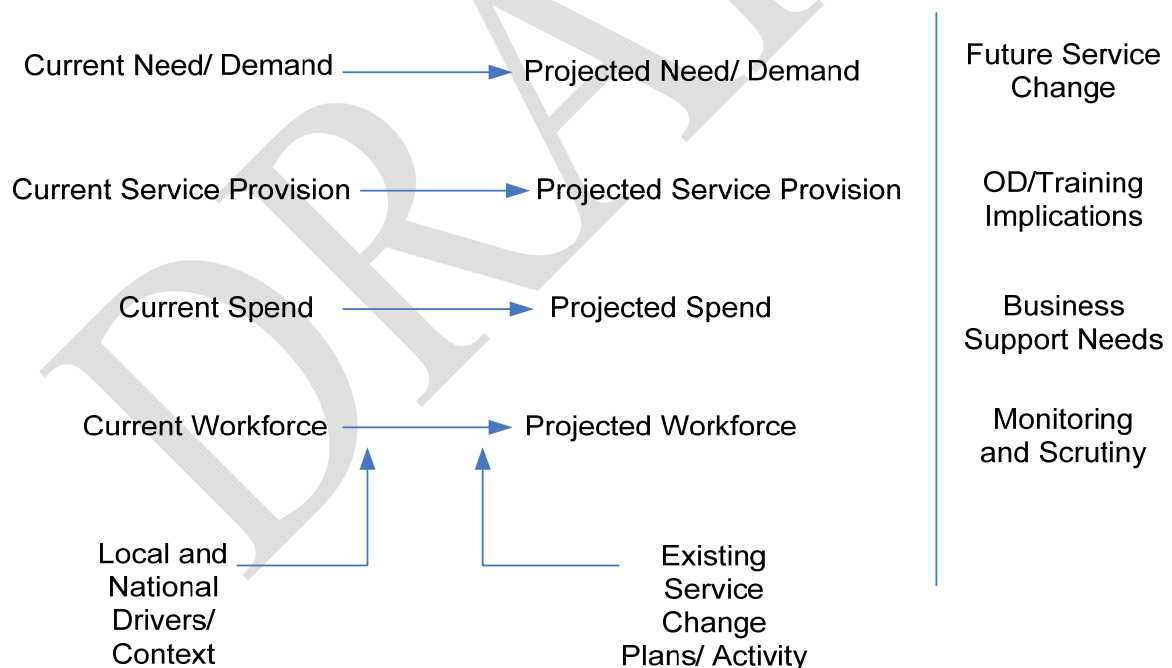 Current Need/ Demand
Projected Need/ Demand
Current Service Provision
Projected Service Provision
Current Spend
Projected Spend
Current Workforce
Projected Workforce
Local and
National
Drivers/
Context
Existing
Service
Change
Plans/ Activity
Future Service
Change
OD/Training
Implications
Business
Support Needs
Monitoring
and Scrutiny
DRA